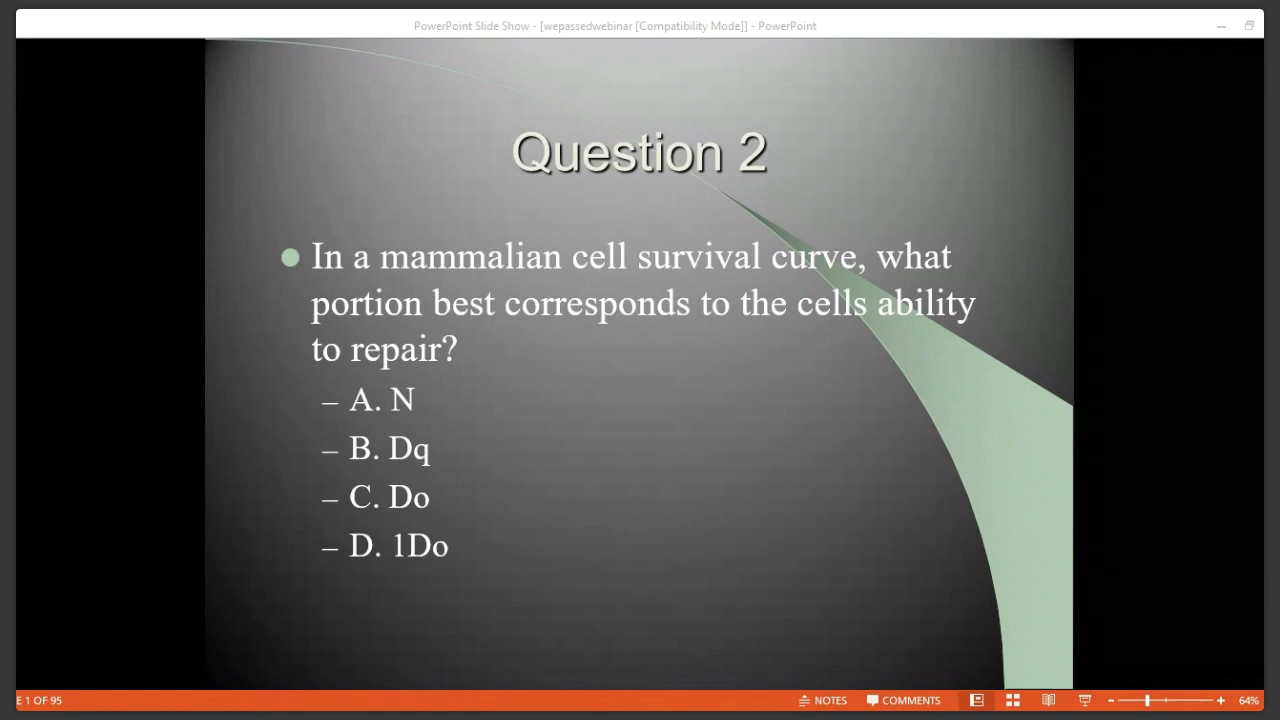 PowerPoint Slide Show - [wepassedwebinar [Compatibility Mode]] - PowerPoint
Question 2
In a mammalian cell survival curve, what
portion best corresponds to the cells ability
to repair?
– A. N
– B. Dq
– C. Do
– D. 1Do
E 1 OF 95 NOTES COMMENTS 64%